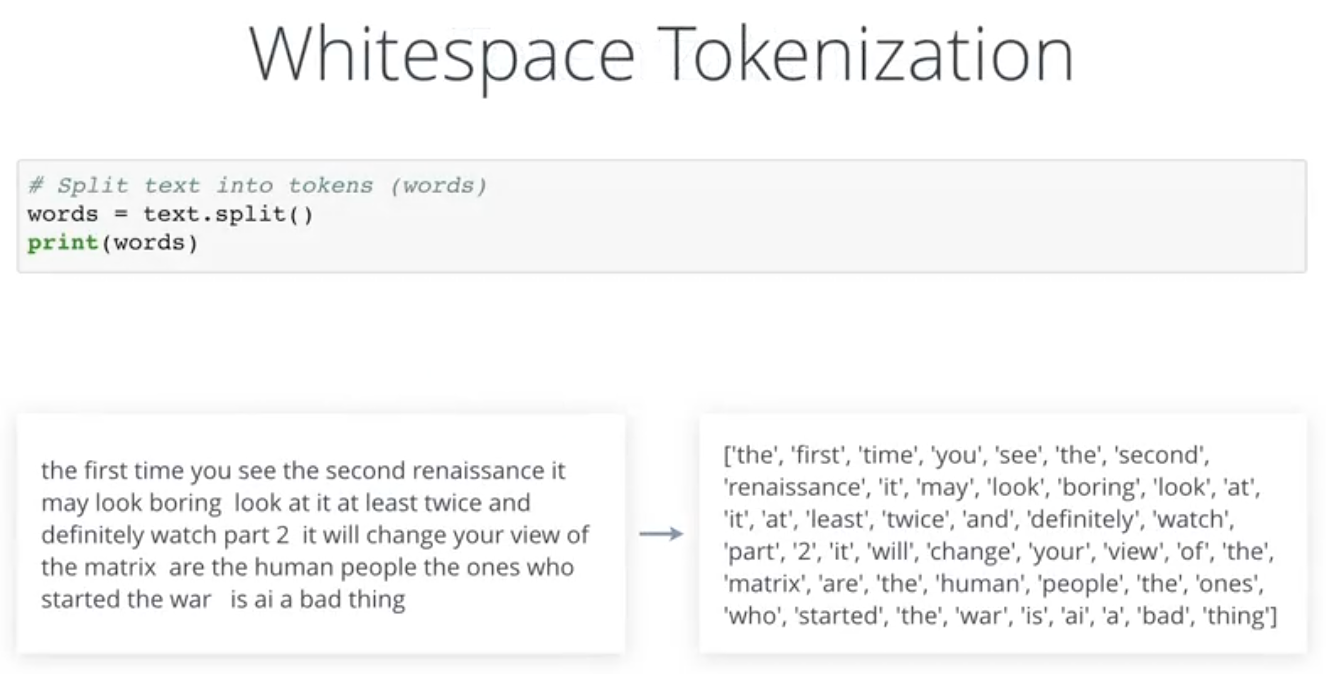 Whitespace Tokenization
# Split text into tokens (words)
words = text.split()
print(words)
the first time you see the second renaissance it
may look boring  look at it at least twice and
definitely watch part 2  it will change your view of
the matrix  are the human people the ones who
started the war   is ai a bad thing
['the', 'first', 'time', 'you', 'see', 'the', 'second',
'renaissance', 'it', 'may', 'look', 'boring', 'look', 'at',
'it', 'at', 'least', 'twice', 'and', 'definitely', 'watch',
'part', '2', 'it', 'will', 'change', 'your', 'view', 'of', 'the',
'matrix', 'are', 'the', 'human', 'people', 'the', 'ones',
'who', 'started', 'the', 'war', 'is', 'ai', 'a', 'bad', 'thing']